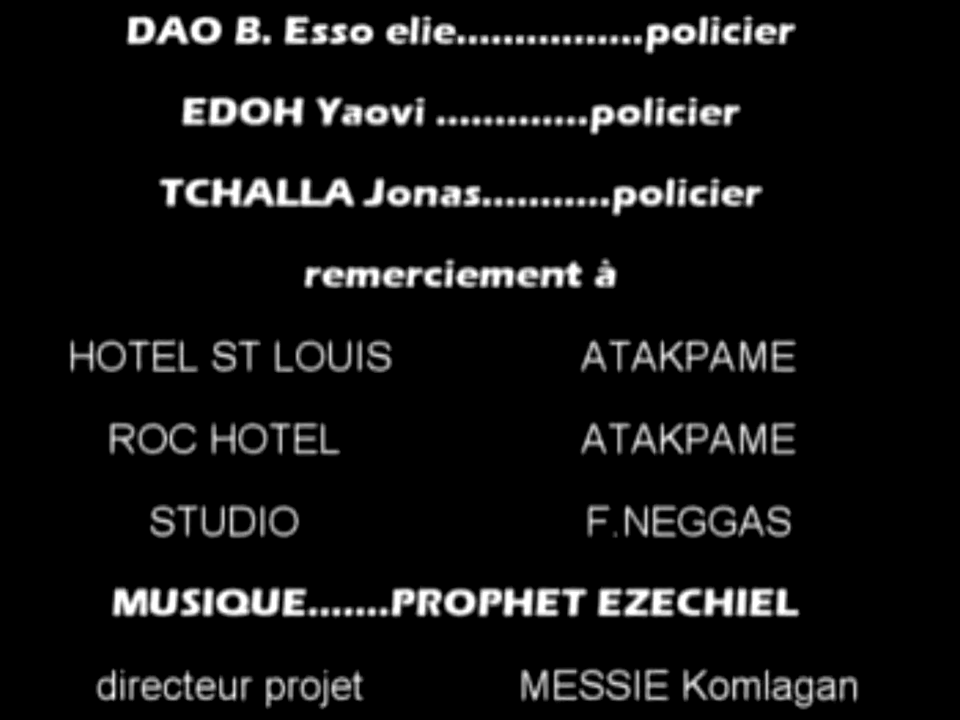 DAO B. Esso elie................policier
EDOH Yaovi .............policier
TCHALLA Jonas...........policier
remerciement à
HOTEL ST LOUIS ATAKPAME
ROC HOTEL ATAKPAME
STUDIO F.NEGGAS
MUSIQUE.......PROPHET EZECHIEL
directeur projet MESSIE Komlagan